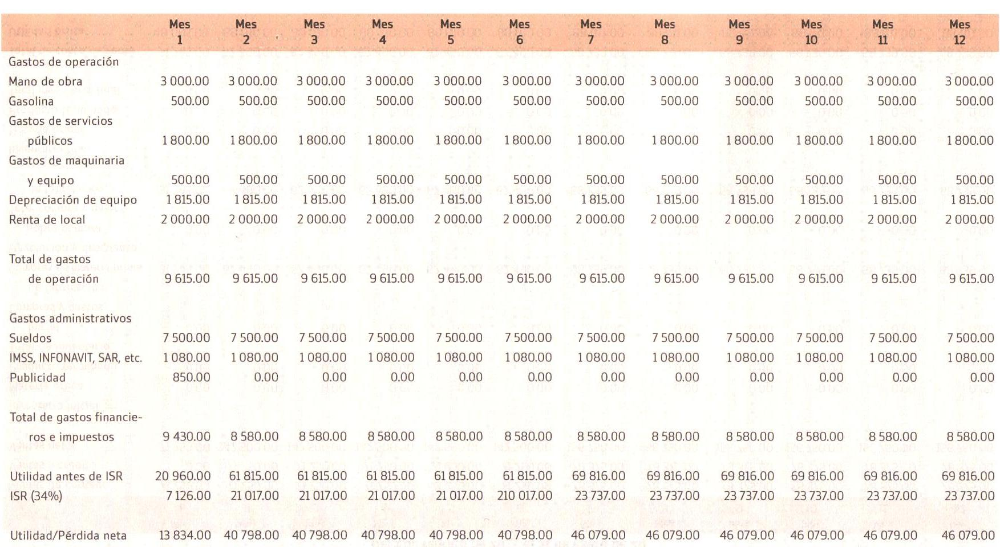 Mes Mes Mes Mes Mes Mes Mes Mes Mes Mes Mes Mes
1 2 3 4 5 6 7 8 9 10 11 12
Gastos de operación
Mano de obra 3 000.00 3 000.00 3 000.00 3 000.00 3 000.00 3 000.00 3 000.00 3 000.00 3 000.00 3 000.00 3 000.00 3 000.00
Gasolina 500.00 500.00 500.00 500.00 500.00 500.00 500.00 500.00 500.00 500.00 500.00 500.00
Gastos de servicios
públicos 1 800.00 1 800.00 1 800.00 1 800.00 1 800.00 1 800.00 1 800.00 1 800.00 1 800.00 1 800.00 1 800.00 1 800.00
Gastos de maquinaria
y equipo 500.00 500.00 500.00 500.00 500.00 500.00 500.00 500.00 500.00 500.00 500.00 500.00
Depreciación de equipo 1 815.00 1 815.00 1 815.00 1 815.00 1 815.00 1 815.00 1 815.00 1 815.00 1 815.00 1 815.00 1 815.00 1 815.00
Renta de local 2 000.00 2 000.00 2 000.00 2 000.00 2 000.00 2 000.00 2 000.00 2 000.00 2 000.00 2 000.00 2 000.00 2 000.00
Total de gastos
de operación 9 615.00 9 615.00 9 615.00 9 615.00 9 615.00 9 615.00 9 615.00 9 615.00 9 615.00 9 615.00 9 615.00 9 615.00
Gastos administrativos
Sueldos 7 500.00 7 500.00 7 500.00 7 500.00 7 500.00 7 500.00 7 500.00 7 500.00 7 500.00 7 500.00 7 500.00 7 500.00
IMSS, INFONAVIT, SAR, etc. 1 080.00 1 080.00 1 080.00 1 080.00 1 080.00 1 080.00 1 080.00 1 080.00 1 080.00 1 080.00 1 080.00 1 080.00
Publicidad 850.00 0.00 0.00 0.00 0.00 0.00 0.00 0.00 0.00 0.00 0.00 0.00
Total de gastos financie-
ros e impuestos 9 430.00 8 580.00 8 580.00 8 580.00 8 580.00 8 580.00 8 580.00 8 580.00 8 580.00 8 580.00 8 580.00 8 580.00
Utilidad antes de ISR 20 960.00 61 815.00 61 815.00 61 815.00 61 815.00 61 815.00 69 816.00 69 816.00 69 816.00 69 816.00 69 816.00 69 816.00
ISR (34%) 7 126.00 21 017.00 21 017.00 21 017.00 21 017.00 210 017.00 23 737.00 23 737.00 23 737.00 23 737.00 23 737.00 23 737.00
Utilidad/Pérdida neta 13 834.00 40 798.00 40 798.00 40 798.00 40 798.00 40 798.00 46 079.00 46 079.00 46 079.00 46 079.00 46 079.00 46 079.00